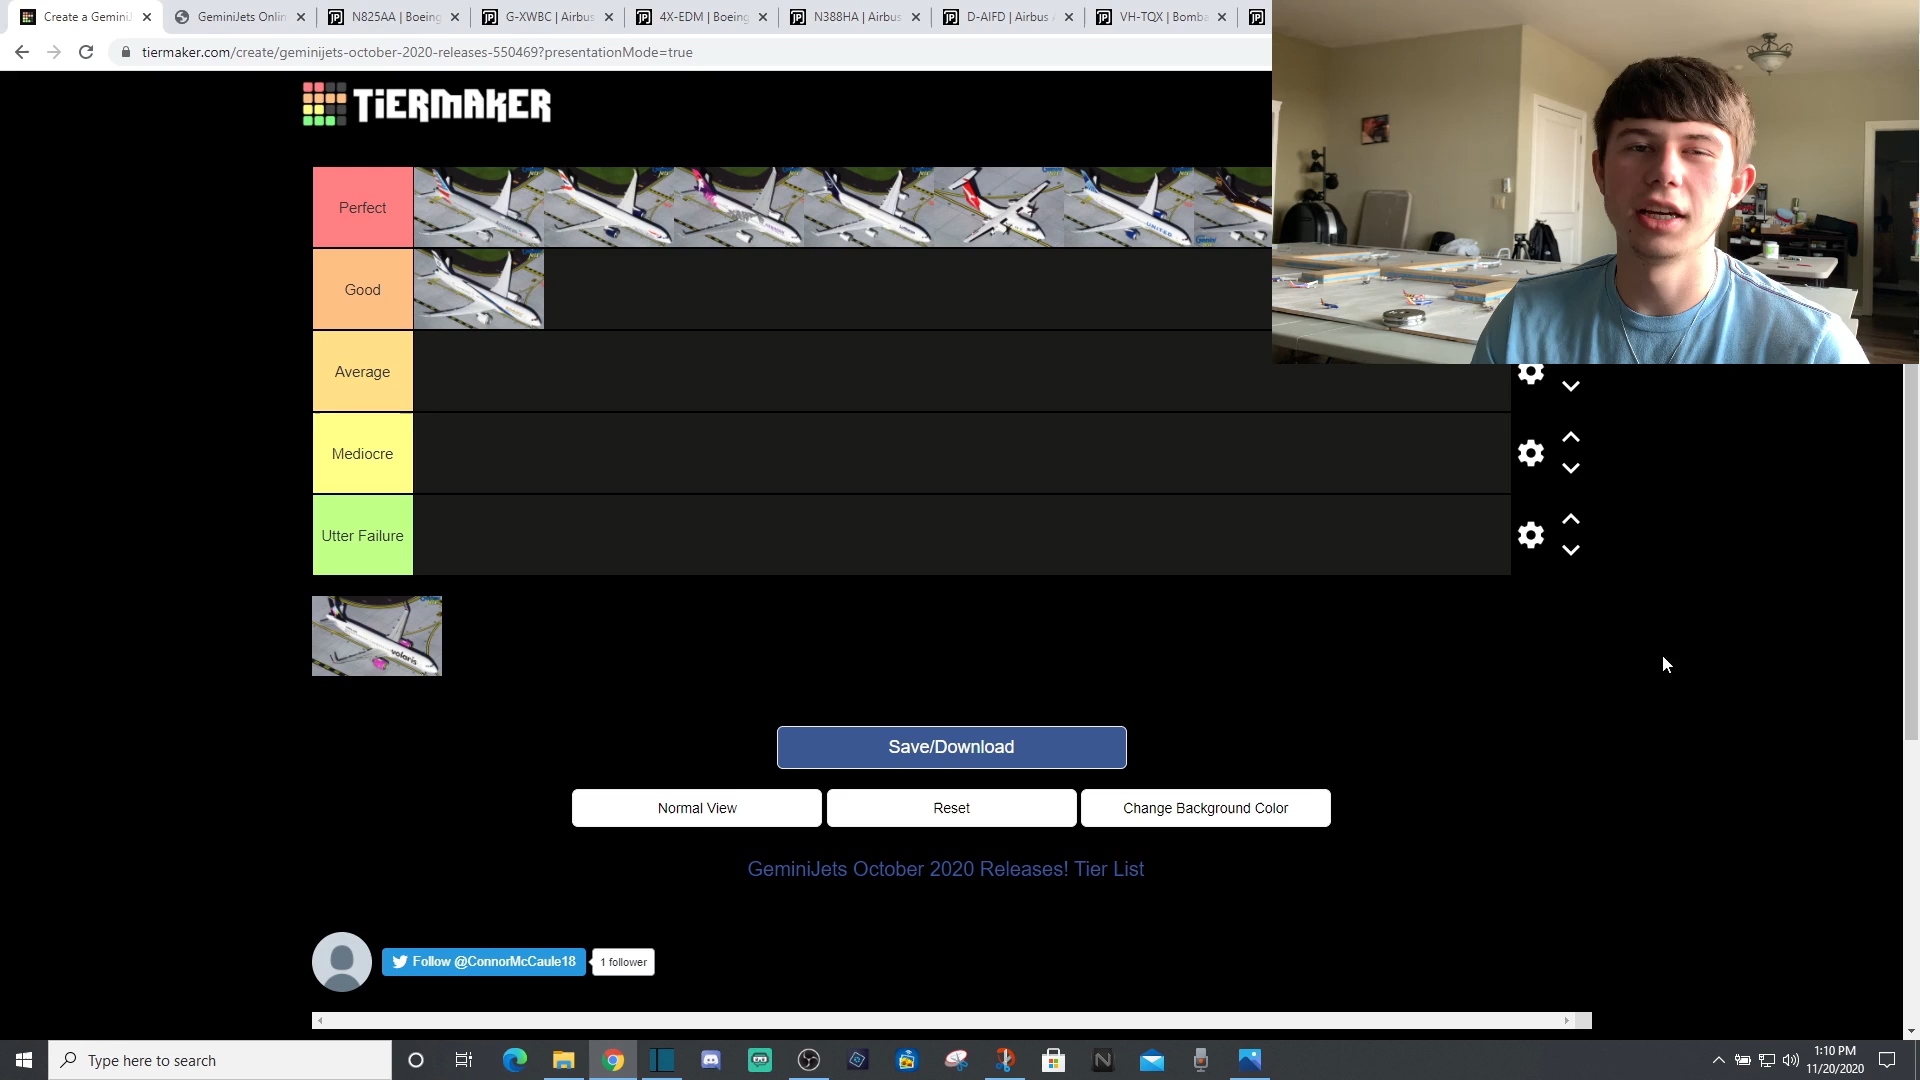 Create a GeminiJ
GeminiJets Onlin
N825AA | Boeing
G-XWBC | Airbus
4X-EDM | Boeing
N388HA | Airbus
D-AIFD | Airbus A
VH-TQX | Bomba
tiermaker.com/create/geminijets-october-2020-releases-550469?presentationMode=true
TiERMAKER
Perfect
UNITED
Good
Average
Mediocre
Utter Failure
volaris
Save/Download
Normal View
Reset
Change Background Color
GeminiJets October 2020 Releases! Tier List
Follow @ConnorMcCaule18
1 follower
Type here to search
1:10 PM
11/20/2020